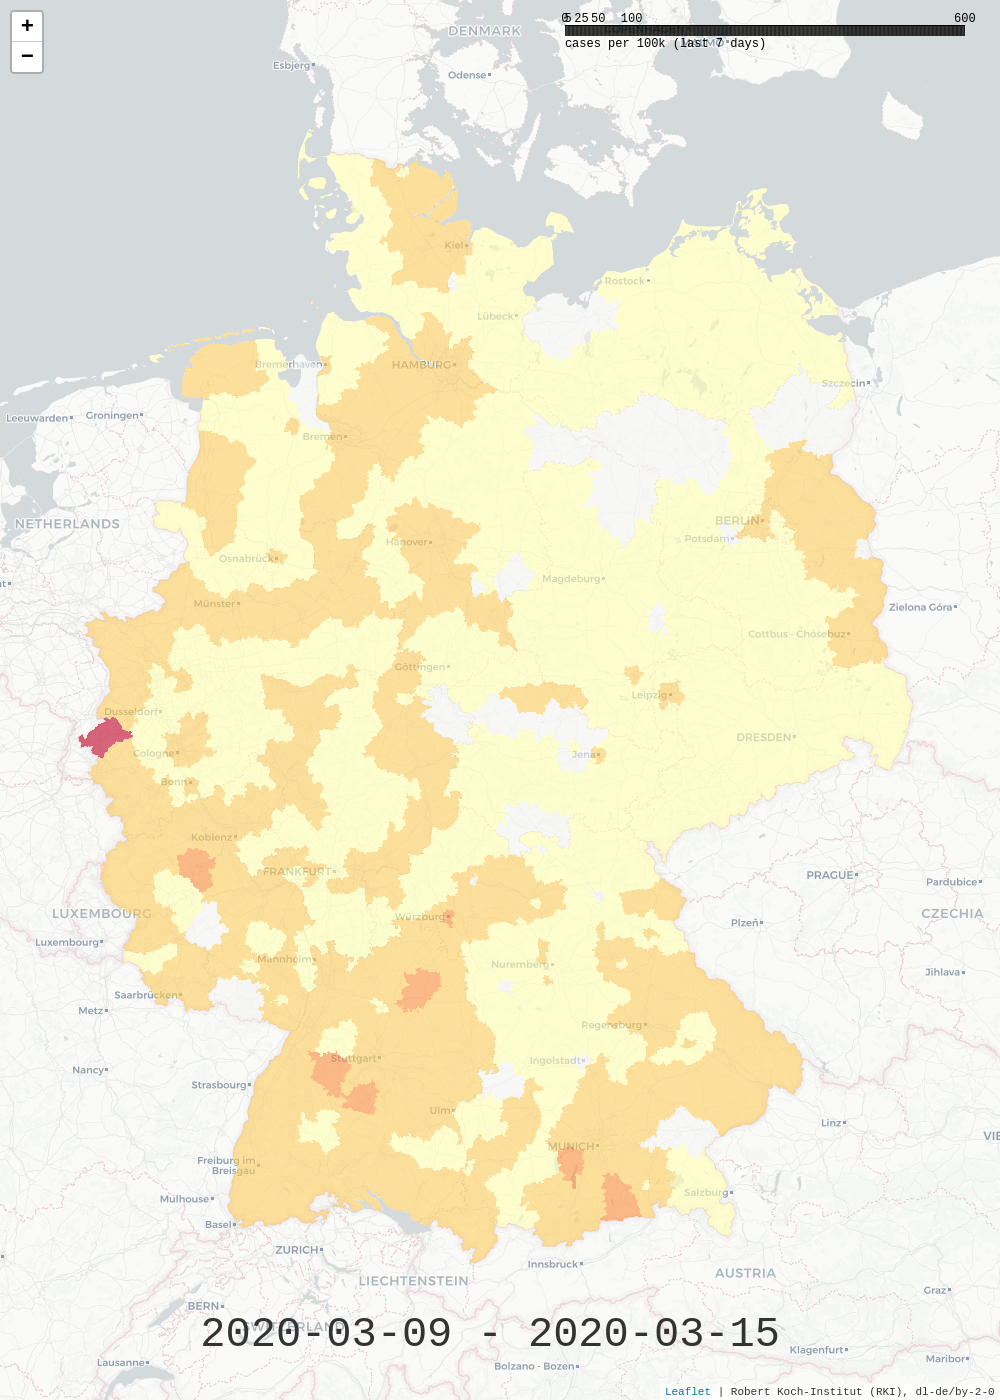 +
−
0 5 25 50 100 600
cases per 100k (last 7 days)
DENMARK
Esbjerg
Odense
Kiel
Rostock
Lübeck
Bremerhaven
HAMBURG
Szczecin
Leeuwarden
Groningen
Bremen
NETHERLANDS
BERLIN
Potsdam
Hanover
Osnabrück
Magdeburg
Münster
Zielona Góra
Cottbus - Chóśebuz
Göttingen
Leipzig
Dusseldorf
DRESDEN
Cologne
Jena
Bonn
Koblenz
FRANKFURT
PRAGUE
Pardubice
LUXEMBOURG
Würzburg
Plzeň
CZECHIA
Luxembourg
Mannheim
Nuremberg
Jihlava
Saarbrücken
Metz
Regensburg
Stuttgart
Ingolstadt
Nancy
Strasbourg
Ulm
Linz
MUNICH
Freiburg im
Breisgau
Mulhouse
Salzburg
Basel
ZURICH
Innsbruck
LIECHTENSTEIN
AUSTRIA
Graz
BERN
SWITZERLAND
2020-03-09 - 2020-03-15
Klagenfurt
Lausanne
Bolzano - Bozen
Maribor
Leaflet | Robert Koch-Institut (RKI), dl-de/by-2-0